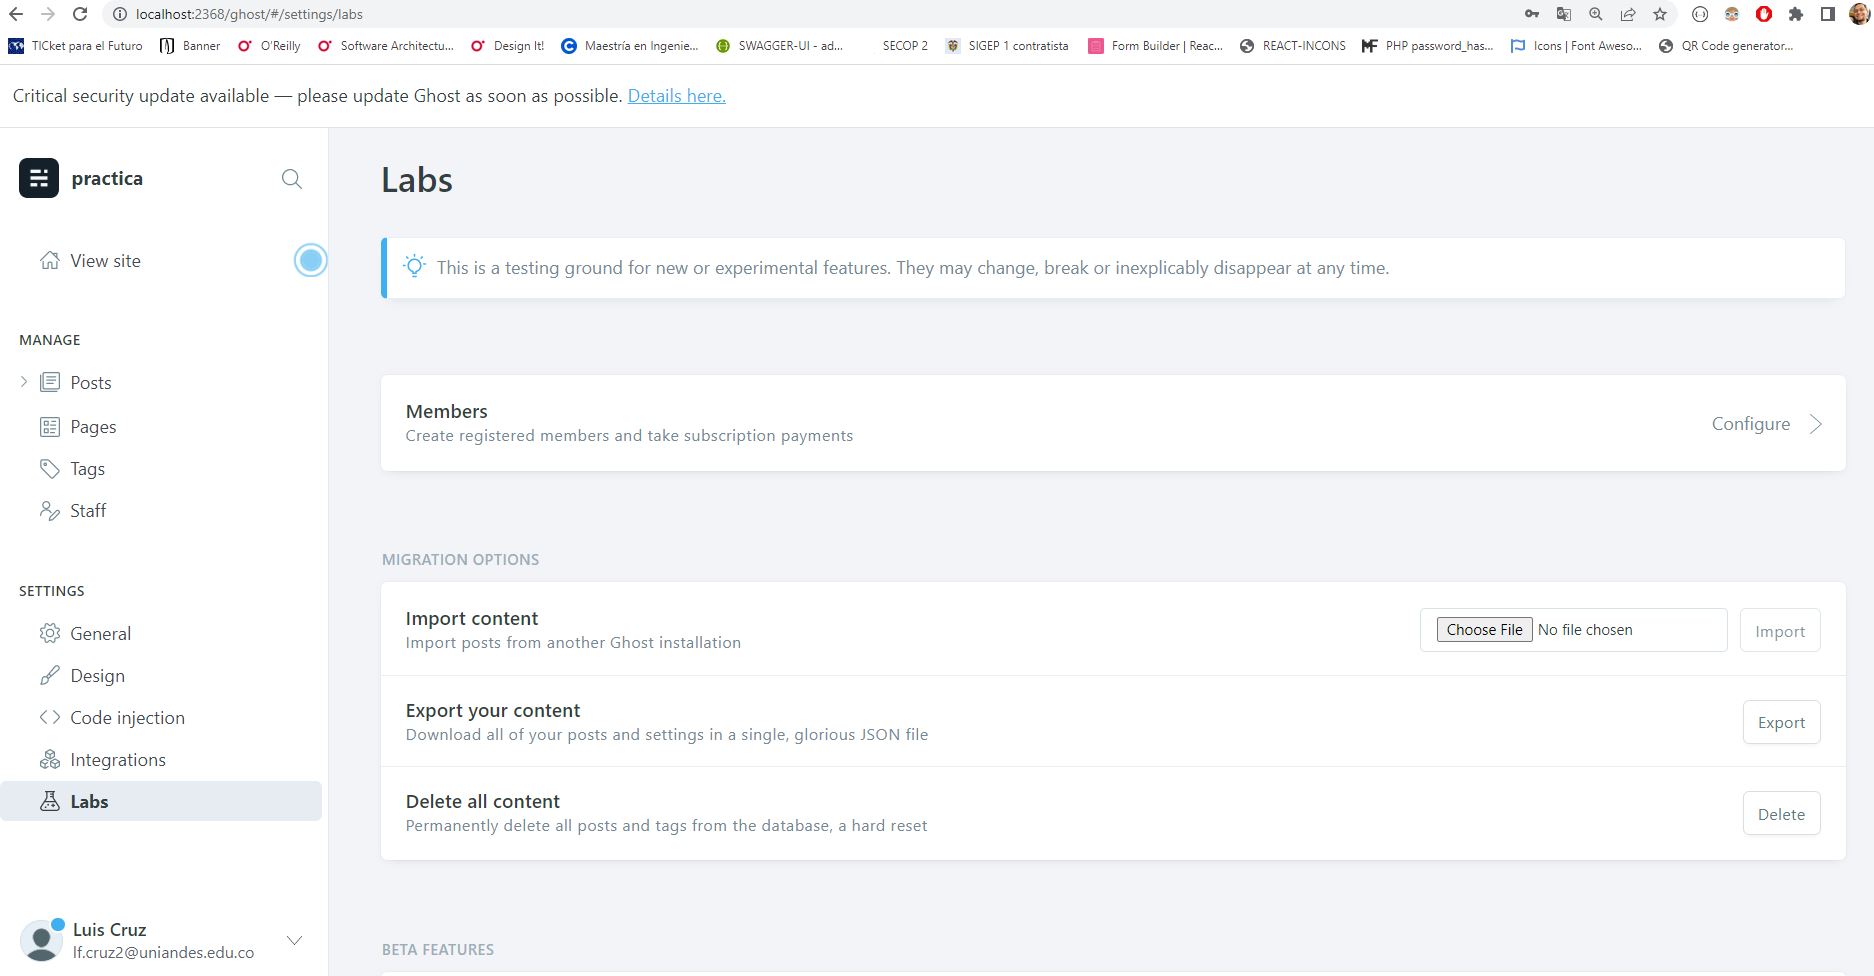 localhost:2368/ghost/#/settings/labs
TICket para el Futuro Banner O'Reilly Software Architectu... Design It! Maestría en Ingenie... SWAGGER-UI - ad... SECOP 2 SIGEP 1 contratista Form Builder | Reac... REACT-INCONS PHP password_has... Icons | Font Aweso... QR Code generator...
Critical security update available — please update Ghost as soon as possible. Details here.
practica
View site
MANAGE
Posts
Pages
Tags
Staff
SETTINGS
General
Design
Code injection
Integrations
Labs
Luis Cruz
lf.cruz2@uniandes.edu.co
Labs
This is a testing ground for new or experimental features. They may change, break or inexplicably disappear at any time.
Members
Create registered members and take subscription payments
Configure
MIGRATION OPTIONS
Import content
Import posts from another Ghost installation
Choose File No file chosen Import
Export your content
Download all of your posts and settings in a single, glorious JSON file
Export
Delete all content
Permanently delete all posts and tags from the database, a hard reset
Delete
BETA FEATURES